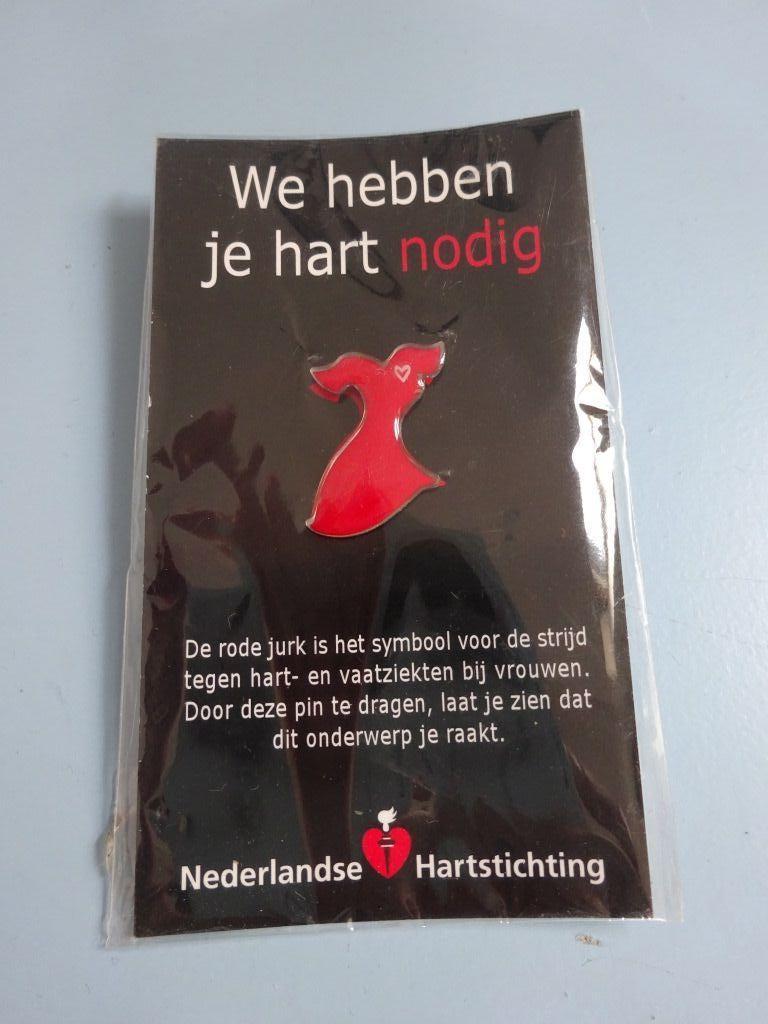 We hebben
je hart nodig
De rode jurk is het symbool voor de strijd
tegen hart- en vaatziekten bij vrouwen.
Door deze pin te dragen, laat je zien dat
dit onderwerp je raakt.
Nederlandse Hartstichting